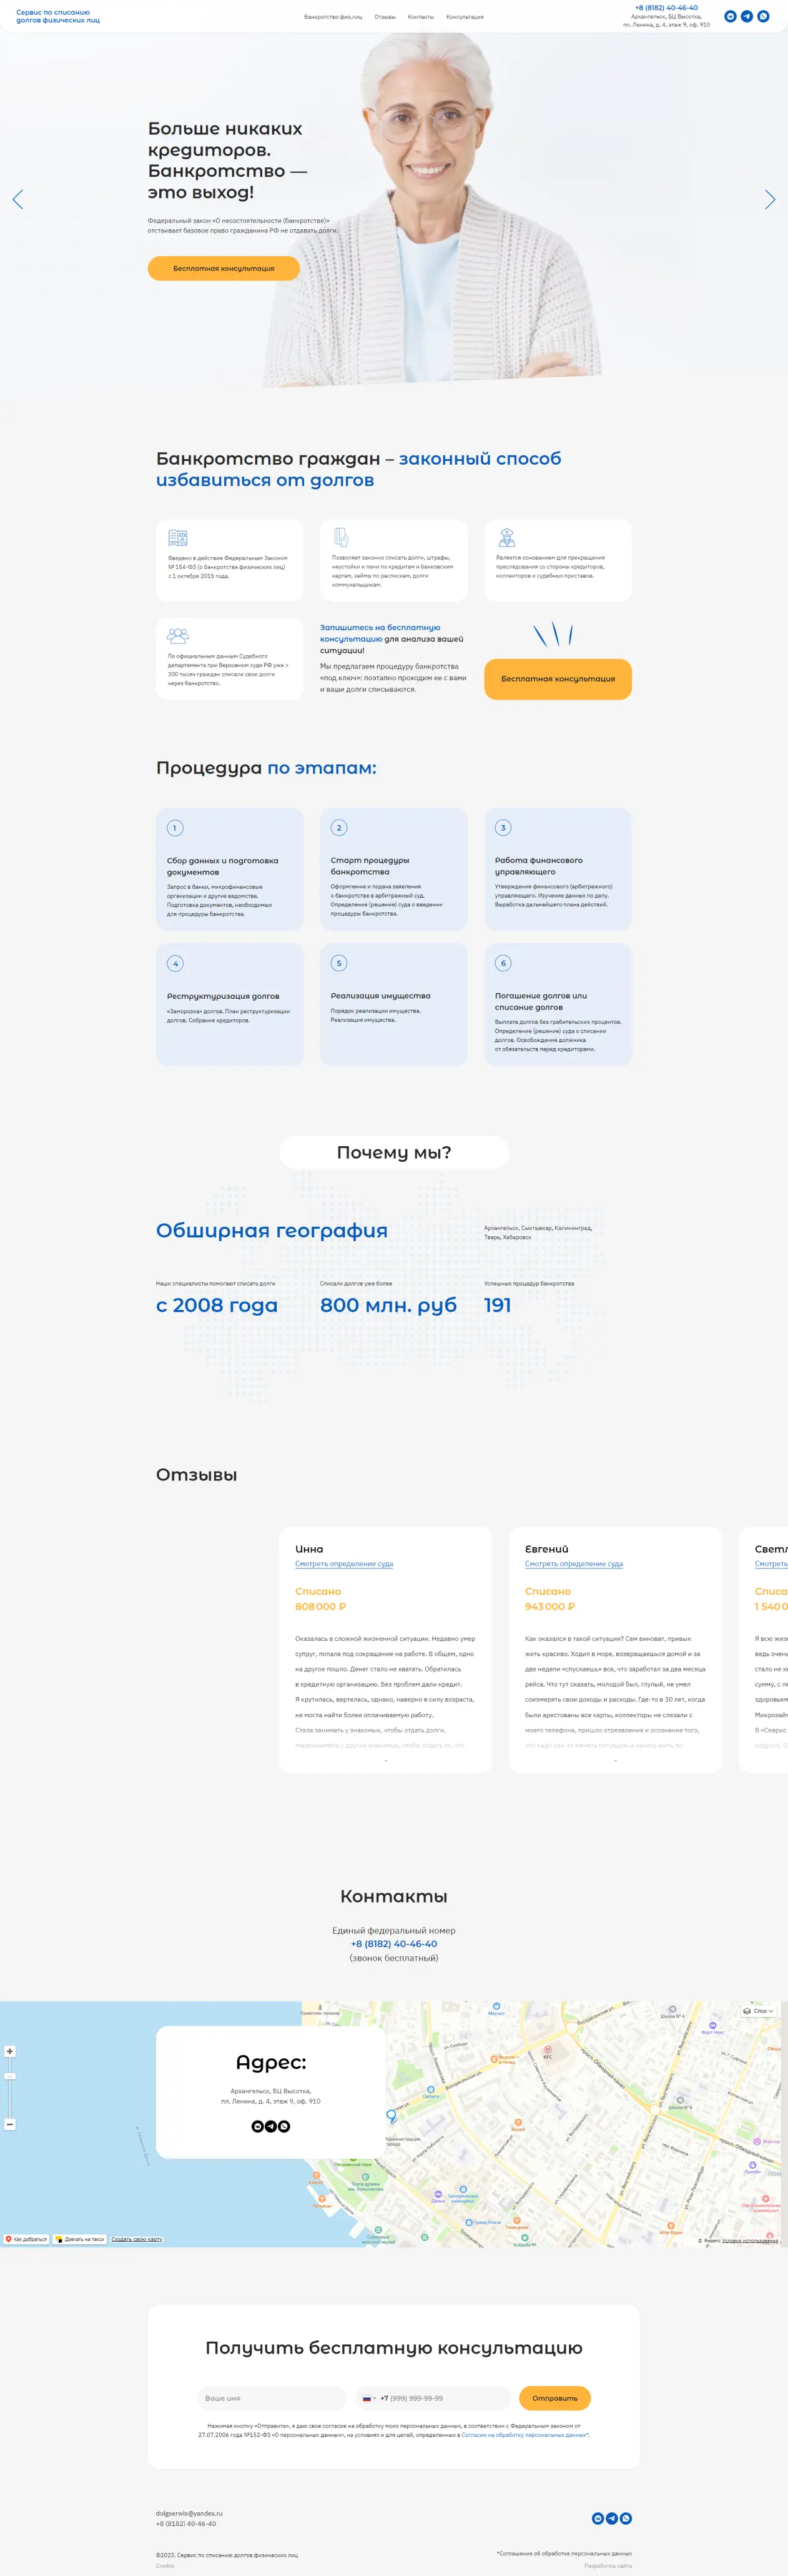 Сервис по списанию
долгов физических лиц
Банкротство физ.лиц
Отзывы
Контакты
Консультация
+8 (8182) 40-46-40
Архангельск, БЦ Высотка,
пл. Ленина, д. 4, этаж 9, оф. 910
Больше никаких
кредиторов.
Банкротство —
это выход!
Федеральный закон «О несостоятельности (банкротстве)»
отстаивает базовое право гражданина РФ не отдавать долги.
Бесплатная консультация
Банкротство граждан – законный способ
избавиться от долгов
Введено в действие Федеральным Законом
№ 154-ФЗ (о банкротстве физических лиц)
с 1 октября 2015 года.
Позволяет законно списать долги, штрафы,
неустойки и пени по кредитам и банковским
картам, займы по распискам, долги
коммунальщикам.
Является основанием для прекращения
преследования со стороны кредиторов,
коллекторов и судебных приставов.
По официальным данным Судебного
департамента при Верховном суде РФ уже >
300 тысяч граждан списали свои долги
через банкротство.
Запишитесь на бесплатную
консультацию для анализа вашей
ситуации!
Мы предлагаем процедуру банкротства
«под ключ»: поэтапно проходим ее с вами
и ваши долги списываются.
Бесплатная консультация
Процедура по этапам:
1
Сбор данных и подготовка
документов
Запрос в банки, микрофинансовые
организации и другие ведомства.
Подготовка документов, необходимых
для процедуры банкротства.
2
Старт процедуры
банкротства
Оформление и подача заявления
о банкротстве в арбитражный суд.
Определение (решение) суда о введении
процедуры банкротства.
3
Работа финансового
управляющего
Утверждение финансового (арбитражного)
управляющего. Изучение данных по делу.
Выработка дальнейшего плана действий.
4
Реструктуризация долгов
«Заморозка» долгов. План реструктуризации
долгов. Собрание кредиторов.
5
Реализация имущества
Порядок реализации имущества.
Реализация имущества.
6
Погашение долгов или
списание долгов
Выплата долгов без грабительских процентов.
Определение (решение) суда о списании
долгов. Освобождение должника
от обязательств перед кредиторами.
Почему мы?
Обширная география
Архангельск, Сыктывкар, Калининград,
Тверь, Хабаровск
Наши специалисты помогают списать долги
с 2008 года
Списали долгов уже более
800 млн. руб
Успешных процедур банкротства
191
Отзывы
Инна
Смотреть определение суда
Списано
808 000 ₽
Оказалась в сложной жизненной ситуации. Недавно умер
супруг, попала под сокращение на работе. В общем, одно
на другое пошло. Денег стало не хватать. Обратилась
в кредитную организацию. Без проблем дали кредит.
Я крутилась, вертелась, однако, наверно в силу возраста,
не могла найти более оплачиваемую работу.
Стала занимать у знакомых, чтобы отдать долги,
перезанимать у других знакомых, чтобы отдать то, что
Евгений
Смотреть определение суда
Списано
943 000 ₽
Как оказался в такой ситуации? Сам виноват, привык
жить красиво. Ходил в море, возвращаешься домой и за
две недели «спускаешь» все, что заработал за два месяца
рейса. Что тут сказать, молодой был, глупый, не умел
соизмерять свои доходы и расходы. Где-то в 30 лет, когда
были арестованы все карты, коллекторы не слезали с
моего телефона, пришло отрезвление и осознание того,
что надо как-то менять ситуацию и начать жить по-
Светл
Смотреть
Списа
1 540 0
Я всю жиз
ведь очень
стало не хв
сумму, с пе
здоровьем
Микрозайм
В «Севрис
подруга. О
Контакты
Единый федеральный номер
+8 (8182) 40-46-40
(звонок бесплатный)
Слои
Магнит
KFC
Администрация
города
Петровский парк
Театр драмы
им. Ломоносова
Центральный
универмаг
Гранд Плаза
Северный
морской музей
Адрес:
Архангельск, БЦ Высотка,
пл. Ленина, д. 4, этаж 9, оф. 910
Как добраться
Доехать на такси
Создать свою карту
© Яндекс Условия использования
Получить бесплатную консультацию
Ваше имя
+7 (999) 999-99-99
Отправить
Нажимая кнопку «Отправить», я даю свое согласие на обработку моих персональных данных, в соответствии с Федеральным законом от
27.07.2006 года №152-ФЗ «О персональных данных», на условиях и для целей, определенных в Согласии на обработку персональных данных*.
dolgserwis@yandex.ru
+8 (8182) 40-46-40
©2023. Сервис по списанию долгов физических лиц.
Credits
*Соглашение об обработке персональных данных
Разработка сайта